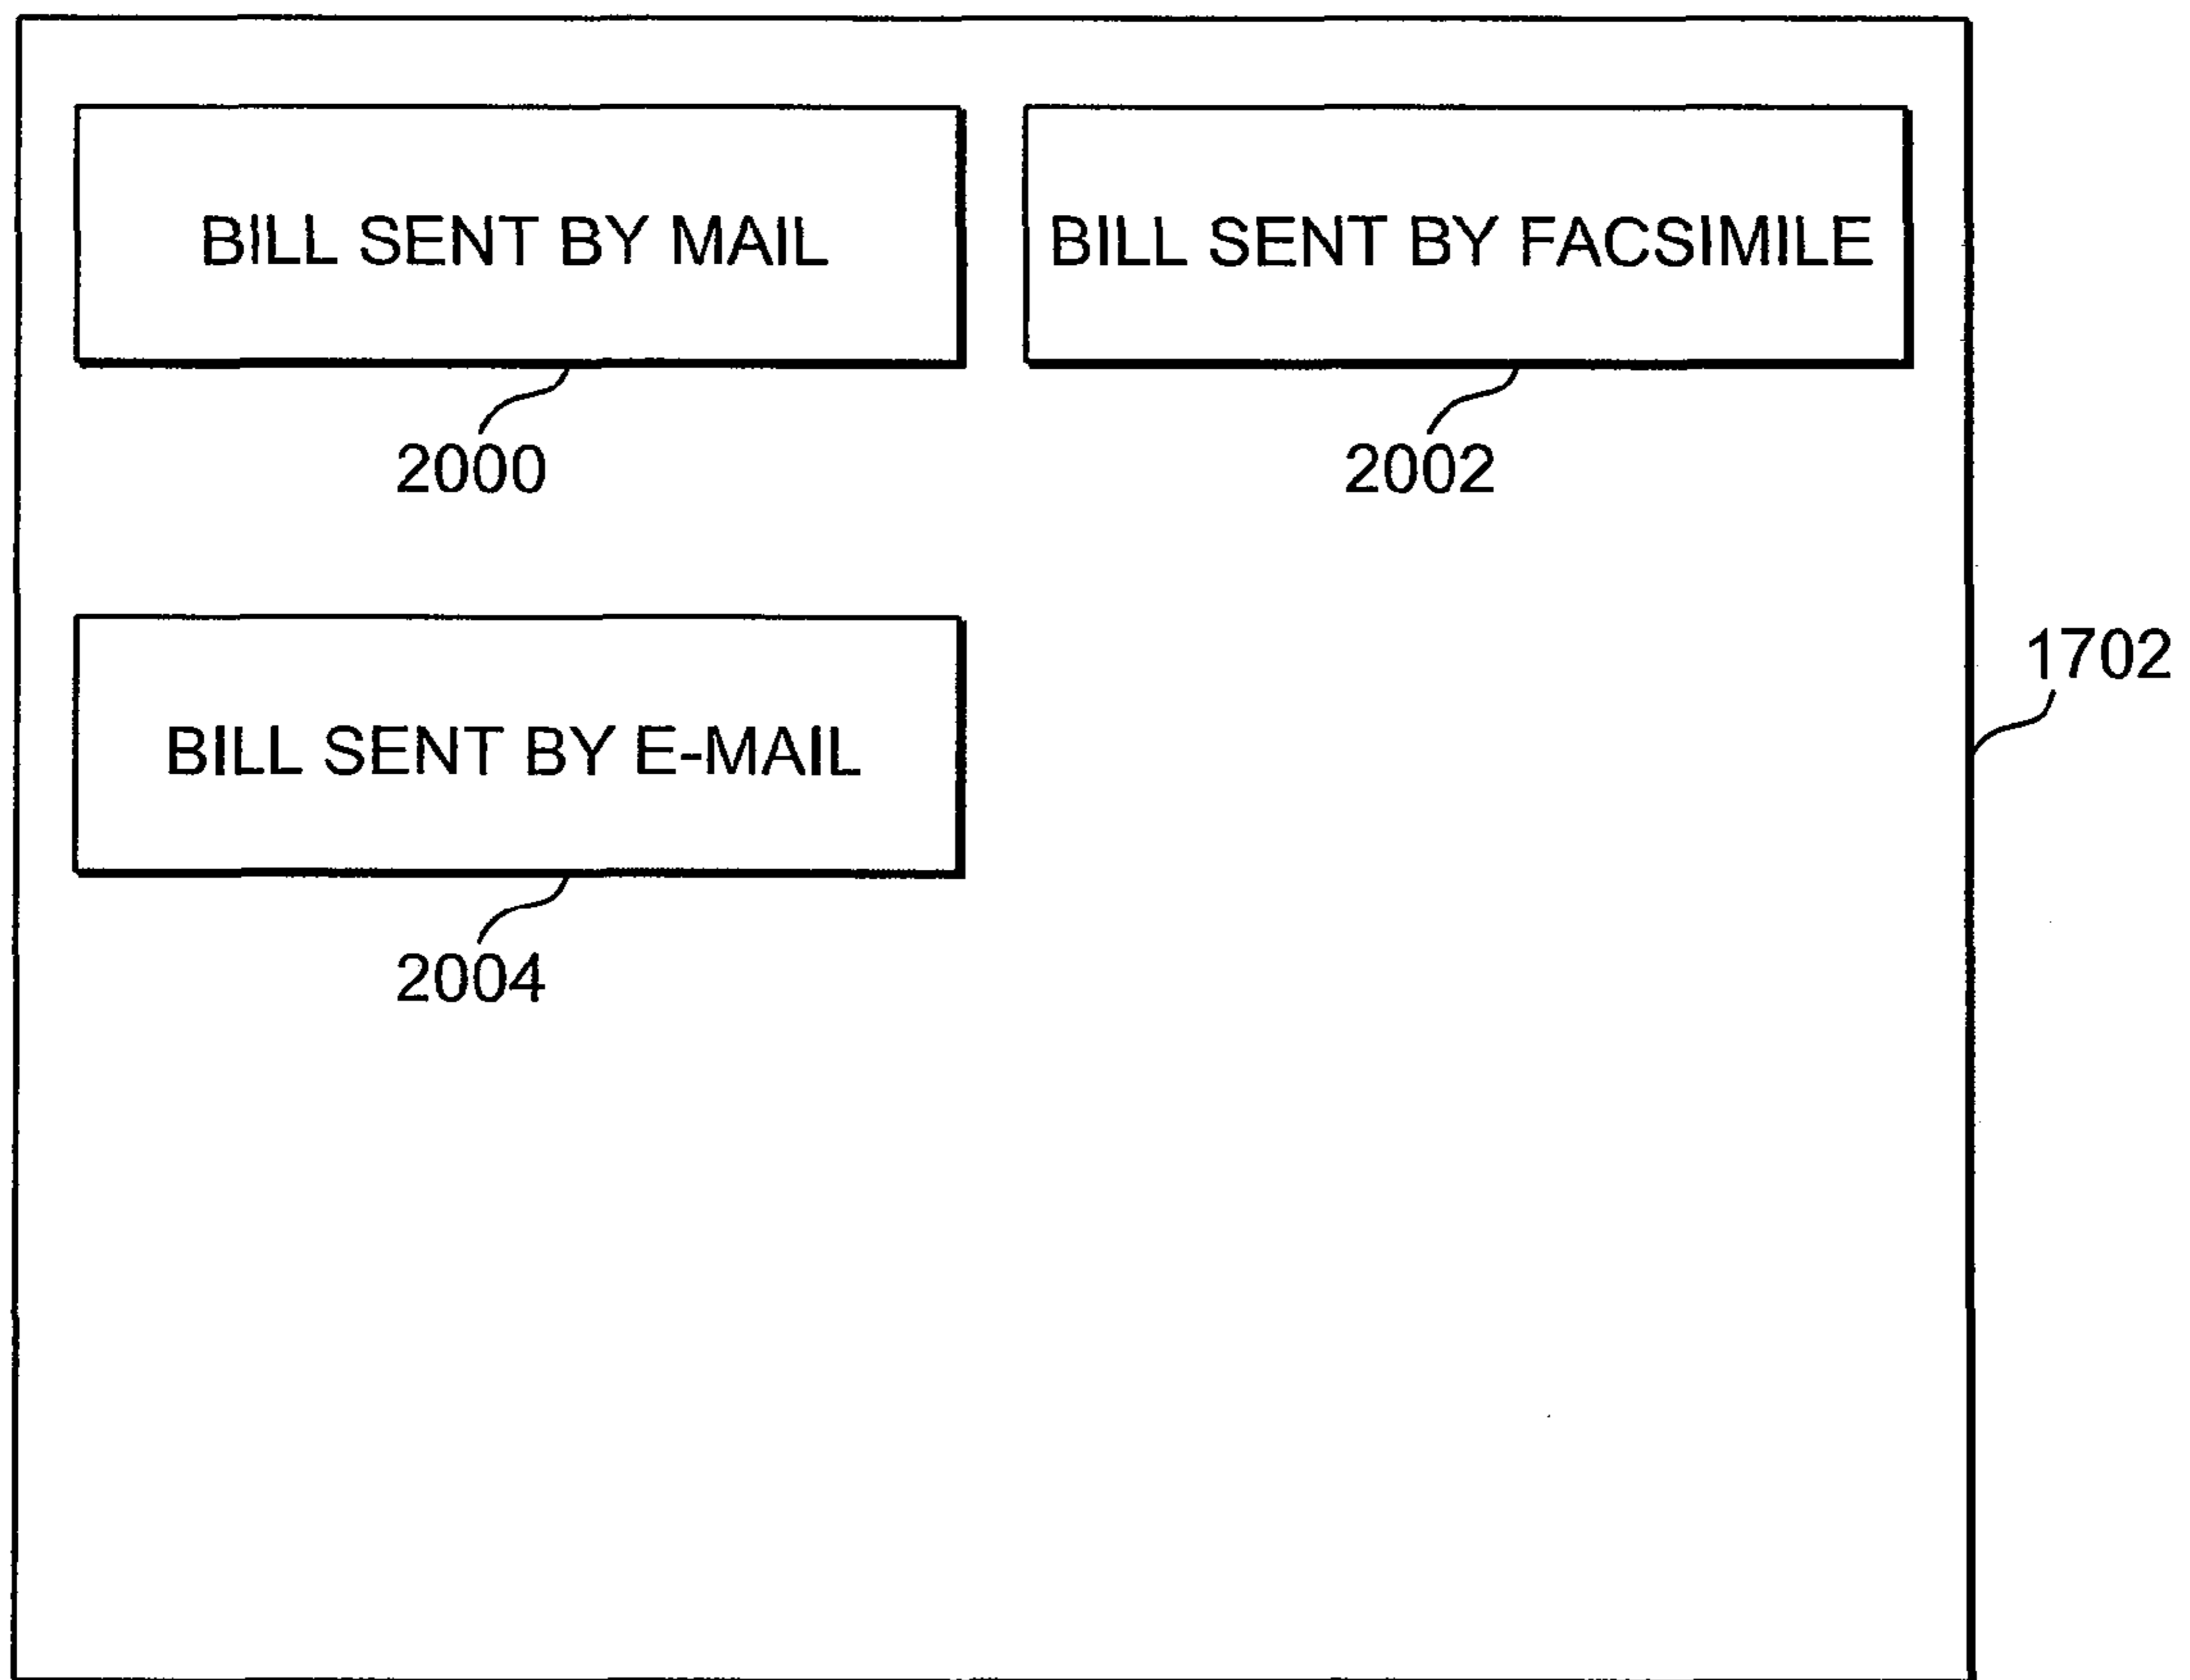 BILL SENT BY MAIL
BILL SENT BY FACSIMILE
2000
2002
BILL SENT BY E-MAIL
1702
2004